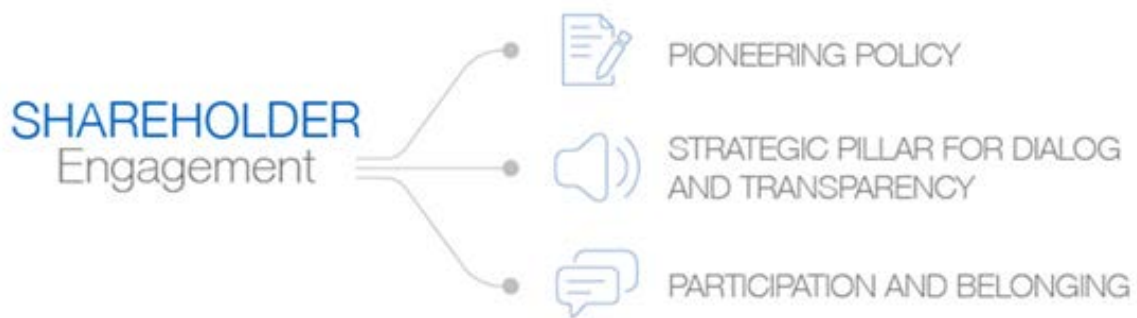 SHAREHOLDER
Engagement
PIONEERING POLICY
STRATEGIC PILLAR FOR DIALOG
AND TRANSPARENCY
PARTICIPATION AND BELONGING